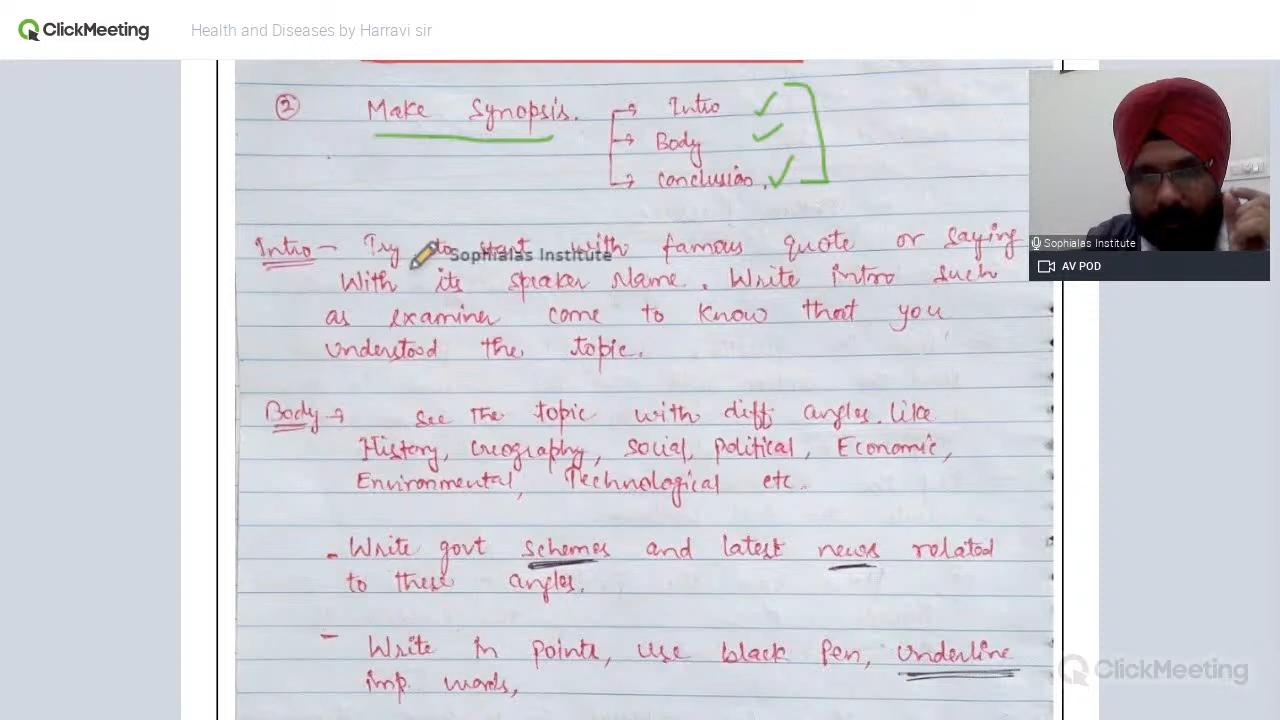 ClickMeeting
Health and Diseases by Harravi sir
② Make Synopsis. → Intro
→ Body
→ Conclusion.
Intro – Try to start with famous quote or saying
With its speaker Name. Write intro such
as examiner come to know that you
understood the topic.
Sophialas Institute
Sophialas Institute
AV POD
Body → See the topic with diff angles. like
History, Geography, Social, political, Economic,
Environmental, Technological etc.
- Write govt schemes and latest news related
to these angles.
- Write in points, use black pen, underline
imp. words,
ClickMeeting